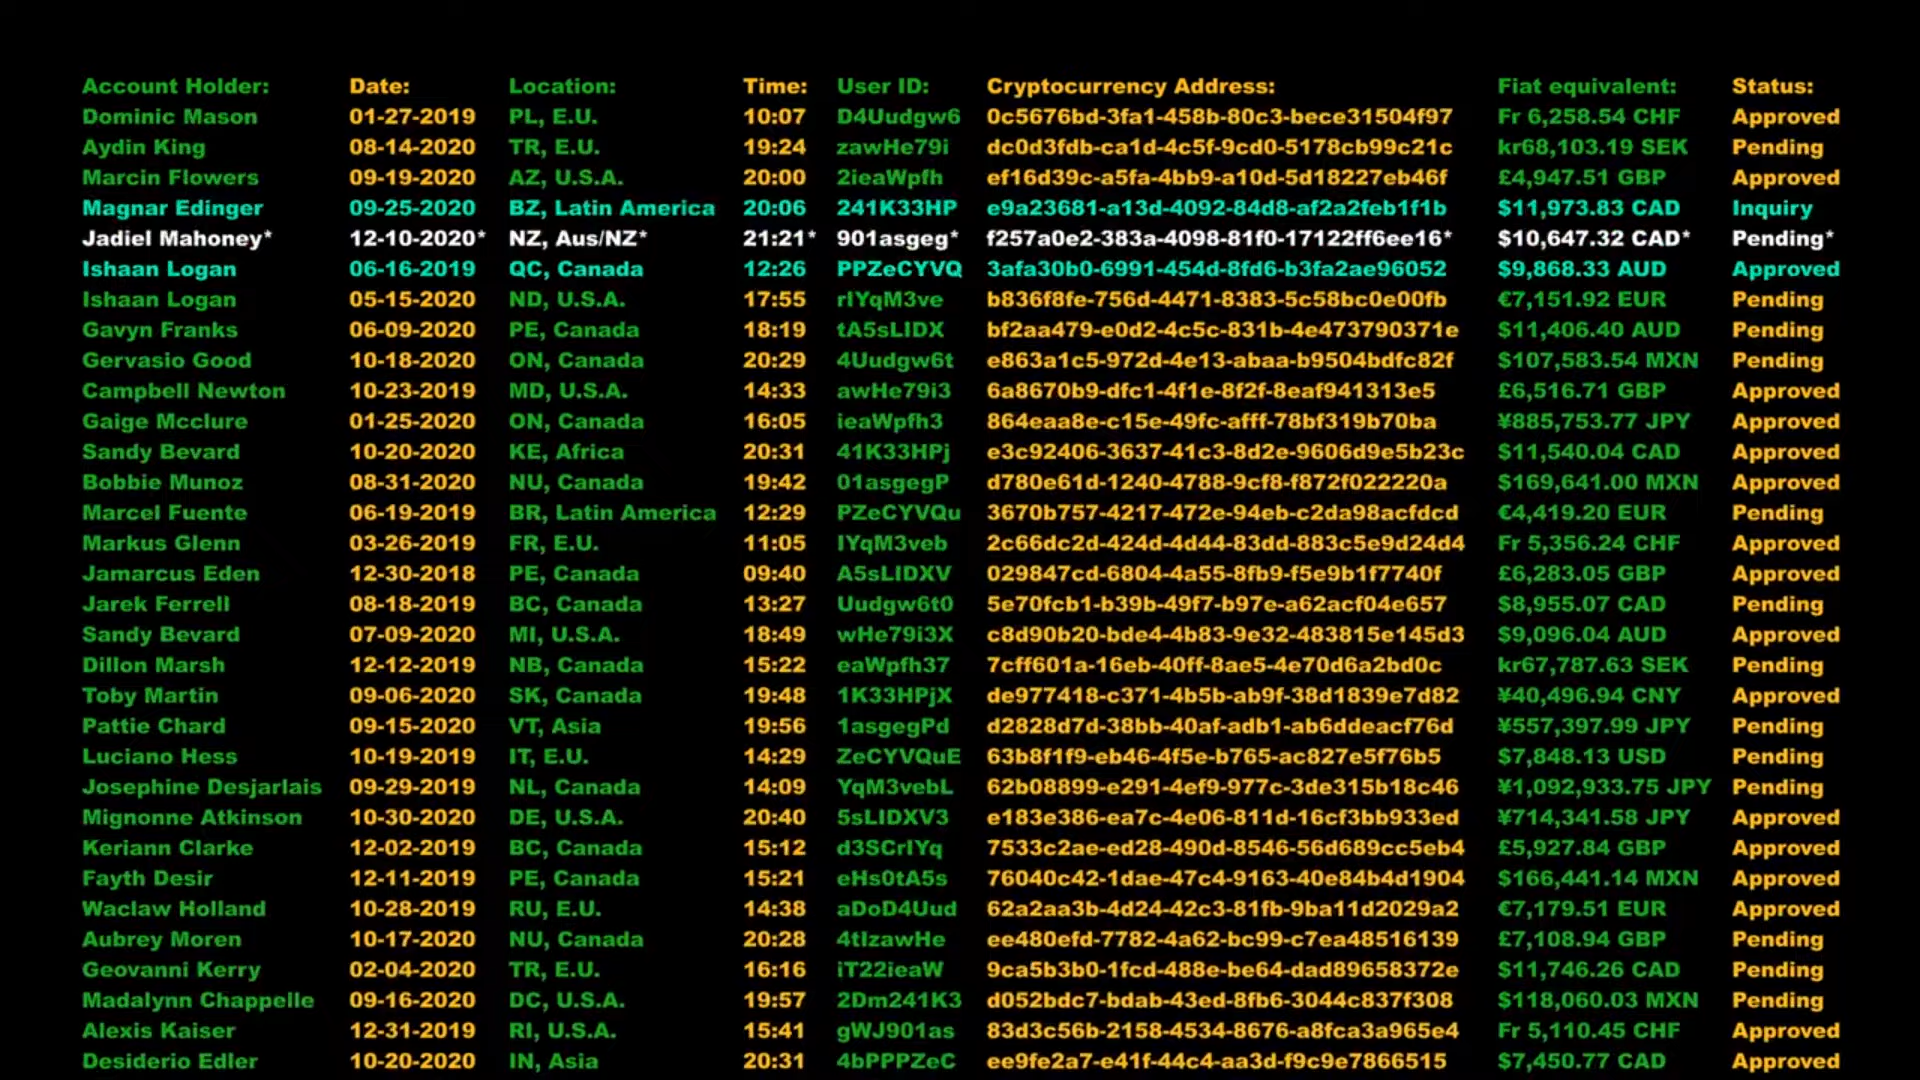 Account Holder: Date: Location: Time: User ID: Cryptocurrency Address: Fiat equivalent: Status:
Dominic Mason 01-27-2019 PL, E.U. 10:07 D4Uudgw6 0c5676bd-3fa1-458b-80c3-bece31504f97 Fr 6,258.54 CHF Approved
Aydin King 08-14-2020 TR, E.U. 19:24 zawHe79i dc0d3fdb-ca1d-4c5f-9cd0-5178cb99c21c kr68,103.19 SEK Pending
Marcin Flowers 09-19-2020 AZ, U.S.A. 20:00 2ieaWpfh ef16d39c-a5fa-4bb9-a10d-5d18227eb46f £4,947.51 GBP Approved
Magnar Edinger 09-25-2020 BZ, Latin America 20:06 241K33HP e9a23681-a13d-4092-84d8-af2a2feb1f1b $11,973.83 CAD Inquiry
Jadiel Mahoney* 12-10-2020* NZ, Aus/NZ* 21:21* 901asgeg* f257a0e2-383a-4098-81f0-17122ff6ee16* $10,647.32 CAD* Pending*
Ishaan Logan 06-16-2019 QC, Canada 12:26 PPZeCYVQ 3afa30b0-6991-454d-8fd6-b3fa2ae96052 $9,868.33 AUD Approved
Ishaan Logan 05-15-2020 ND, U.S.A. 17:55 rIYqM3ve b836f8fe-756d-4471-8383-5c58bc0e00fb €7,151.92 EUR Pending
Gavyn Franks 06-09-2020 PE, Canada 18:19 tA5sLIDX bf2aa479-e0d2-4c5c-831b-4e473790371e $11,406.40 AUD Pending
Gervasio Good 10-18-2020 ON, Canada 20:29 4Uudgw6t e863a1c5-972d-4e13-abaa-b9504bdfc82f $107,583.54 MXN Pending
Campbell Newton 10-23-2019 MD, U.S.A. 14:33 awHe79i3 6a8670b9-dfc1-4f1e-8f2f-8eaf941313e5 £6,516.71 GBP Approved
Gaige Mcclure 01-25-2020 ON, Canada 16:05 ieaWpfh3 864eaa8e-c15e-49fc-afff-78bf319b70ba ¥885,753.77 JPY Approved
Sandy Bevard 10-20-2020 KE, Africa 20:31 41K33HPj e3c92406-3637-41c3-8d2e-9606d9e5b23c $11,540.04 CAD Approved
Bobbie Munoz 08-31-2020 NU, Canada 19:42 01asgegP d780e61d-1240-4788-9cf8-f872f022220a $169,641.00 MXN Approved
Marcel Fuente 06-19-2019 BR, Latin America 12:29 PZeCYVQu 3670b757-4217-472e-94eb-c2da98acfdcd €4,419.20 EUR Pending
Markus Glenn 03-26-2019 FR, E.U. 11:05 IYqM3veb 2c66dc2d-424d-4d44-83dd-883c5e9d24d4 Fr 5,356.24 CHF Approved
Jamarcus Eden 12-30-2018 PE, Canada 09:40 A5sLIDXV 029847cd-6804-4a55-8fb9-f5e9b1f7740f £6,283.05 GBP Approved
Jarek Ferrell 08-18-2019 BC, Canada 13:27 Uudgw6t0 5e70fcb1-b39b-49f7-b97e-a62acf04e657 $8,955.07 CAD Pending
Sandy Bevard 07-09-2020 MI, U.S.A. 18:49 wHe79i3X c8d90b20-bde4-4b83-9e32-483815e145d3 $9,096.04 AUD Approved
Dillon Marsh 12-12-2019 NB, Canada 15:22 eaWpfh37 7cff601a-16eb-40ff-8ae5-4e70d6a2bd0c kr67,787.63 SEK Pending
Toby Martin 09-06-2020 SK, Canada 19:48 1K33HPjX de977418-c371-4b5b-ab9f-38d1839e7d82 ¥40,496.94 CNY Approved
Pattie Chard 09-15-2020 VT, Asia 19:56 1asgegPd d2828d7d-38bb-40af-adb1-ab6ddeacf76d ¥557,397.99 JPY Pending
Luciano Hess 10-19-2019 IT, E.U. 14:29 ZeCYVQuE 63b8f1f9-eb46-4f5e-b765-ac827e5f76b5 $7,848.13 USD Pending
Josephine Desjarlais 09-29-2019 NL, Canada 14:09 YqM3vebL 62b08899-e291-4ef9-977c-3de315b18c46 ¥1,092,933.75 JPY Pending
Mignonne Atkinson 10-30-2020 DE, U.S.A. 20:40 5sLIDXV3 e183e386-ea7c-4e06-811d-16cf3bb933ed ¥714,341.58 JPY Approved
Keriann Clarke 12-02-2019 BC, Canada 15:12 d3SCrIYq 7533c2ae-ed28-490d-8546-56d689cc5eb4 £5,927.84 GBP Approved
Fayth Desir 12-11-2019 PE, Canada 15:21 eHs0tA5s 76040c42-1dae-47c4-9163-40e84b4d1904 $166,441.14 MXN Approved
Waclaw Holland 10-28-2019 RU, E.U. 14:38 aDoD4Uud 62a2aa3b-4d24-42c3-81fb-9ba11d2029a2 €7,179.51 EUR Approved
Aubrey Moren 10-17-2020 NU, Canada 20:28 4tIzawHe ee480efd-7782-4a62-bc99-c7ea48516139 £7,108.94 GBP Pending
Geovanni Kerry 02-04-2020 TR, E.U. 16:16 iT22ieaW 9ca5b3b0-1fcd-488e-be64-dad89658372e $11,746.26 CAD Pending
Madalynn Chappelle 09-16-2020 DC, U.S.A. 19:57 2Dm241K3 d052bdc7-bdab-43ed-8fb6-3044c837f308 $118,060.03 MXN Pending
Alexis Kaiser 12-31-2019 RI, U.S.A. 15:41 gWJ901as 83d3c56b-2158-4534-8676-a8fca3a965e4 Fr 5,110.45 CHF Approved
Desiderio Edler 10-20-2020 IN, Asia 20:31 4bPPPZeC ee9fe2a7-e41f-44c4-aa3d-f9c9e7866515 $7,450.77 CAD Approved